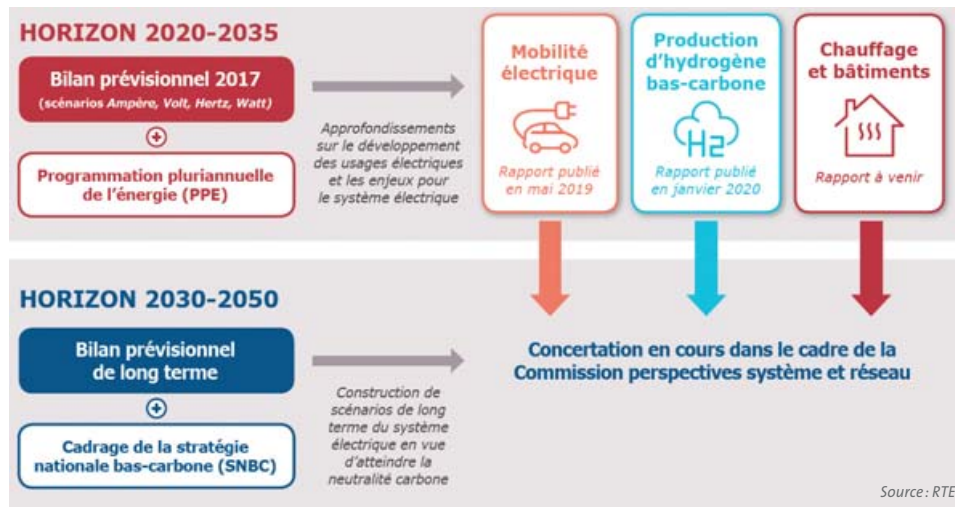 HORIZON 2020-2035
Bilan prévisionnel 2017
(scénarios Ampère, Volt, Hertz, Watt)
+
Programmation pluriannuelle
de l'énergie (PPE)
Approfondissements
sur le développement
des usages électriques
et les enjeux pour
le système électrique
Mobilité
électrique
Rapport publié
en mai 2019
Production
d'hydrogène
bas-carbone
H2
Rapport publié
en janvier 2020
Chauffage
et bâtiments
Rapport à venir
HORIZON 2030-2050
Bilan prévisionnel
de long terme
+
Cadrage de la stratégie
nationale bas-carbone (SNBC)
Construction de
scénarios de long
terme du système
électrique en vue
d'atteindre la
neutralité carbone
Concertation en cours dans le cadre de la
Commission perspectives système et réseau
Source : RTE